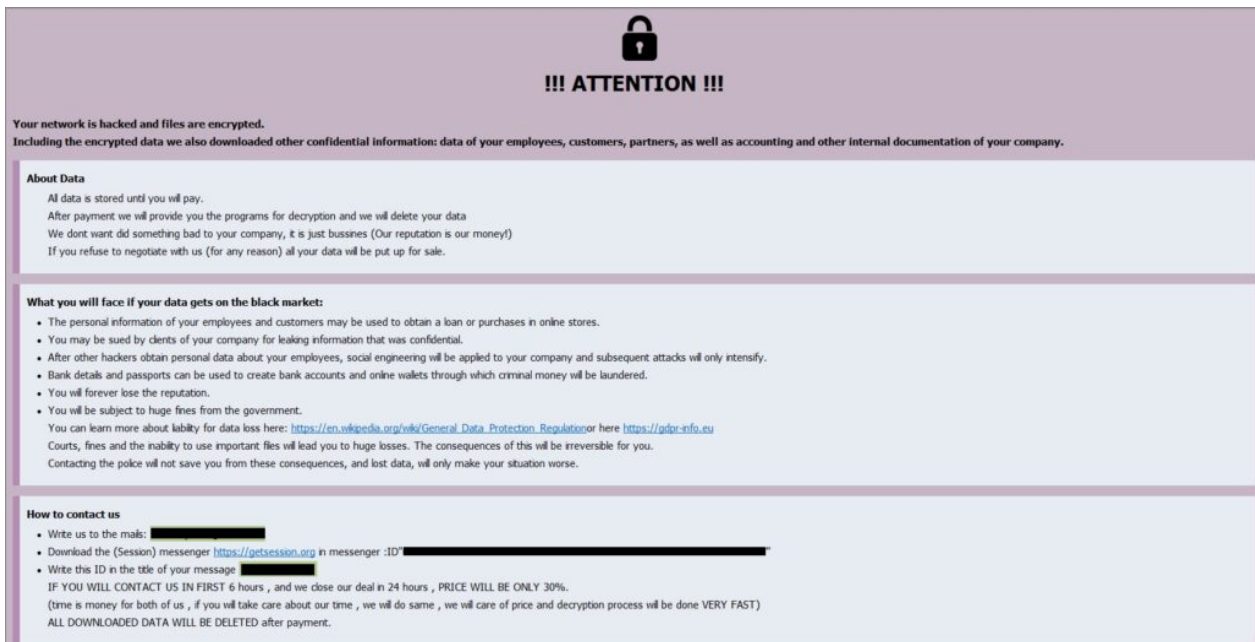 !!! ATTENTION !!!
Your network is hacked and files are encrypted.
Including the encrypted data we also downloaded other confidential information: data of your employees, customers, partners, as well as accounting and other internal documentation of your company.
About Data
All data is stored until you will pay.
After payment we will provide you the programs for decryption and we will delete your data
We dont want did something bad to your company, it is just bussines (Our reputation is our money!)
If you refuse to negotiate with us (for any reason) all your data will be put up for sale.
What you will face if your data gets on the black market:
• The personal information of your employees and customers may be used to obtain a loan or purchases in online stores.
• You may be sued by clients of your company for leaking information that was confidential.
• After other hackers obtain personal data about your employees, social engineering will be applied to your company and subsequent attacks will only intensify.
• Bank details and passports can be used to create bank accounts and online wallets through which criminal money will be laundered.
• You will forever lose the reputation.
• You will be subject to huge fines from the government.
You can learn more about liability for data loss here: https://en.wikipedia.org/wiki/General_Data_Protection_Regulationor here https://gdpr-info.eu
Courts, fines and the inability to use important files will lead you to huge losses. The consequences of this will be irreversible for you.
Contacting the police will not save you from these consequences, and lost data, will only make your situation worse.
How to contact us
• Write us to the mails:
• Download the (Session) messenger https://getsession.org in messenger :ID" "
• Write this ID in the title of your message
IF YOU WILL CONTACT US IN FIRST 6 hours , and we close our deal in 24 hours , PRICE WILL BE ONLY 30%.
(time is money for both of us , if you will take care about our time , we will do same , we will care of price and decryption process will be done VERY FAST)
ALL DOWNLOADED DATA WILL BE DELETED after payment.